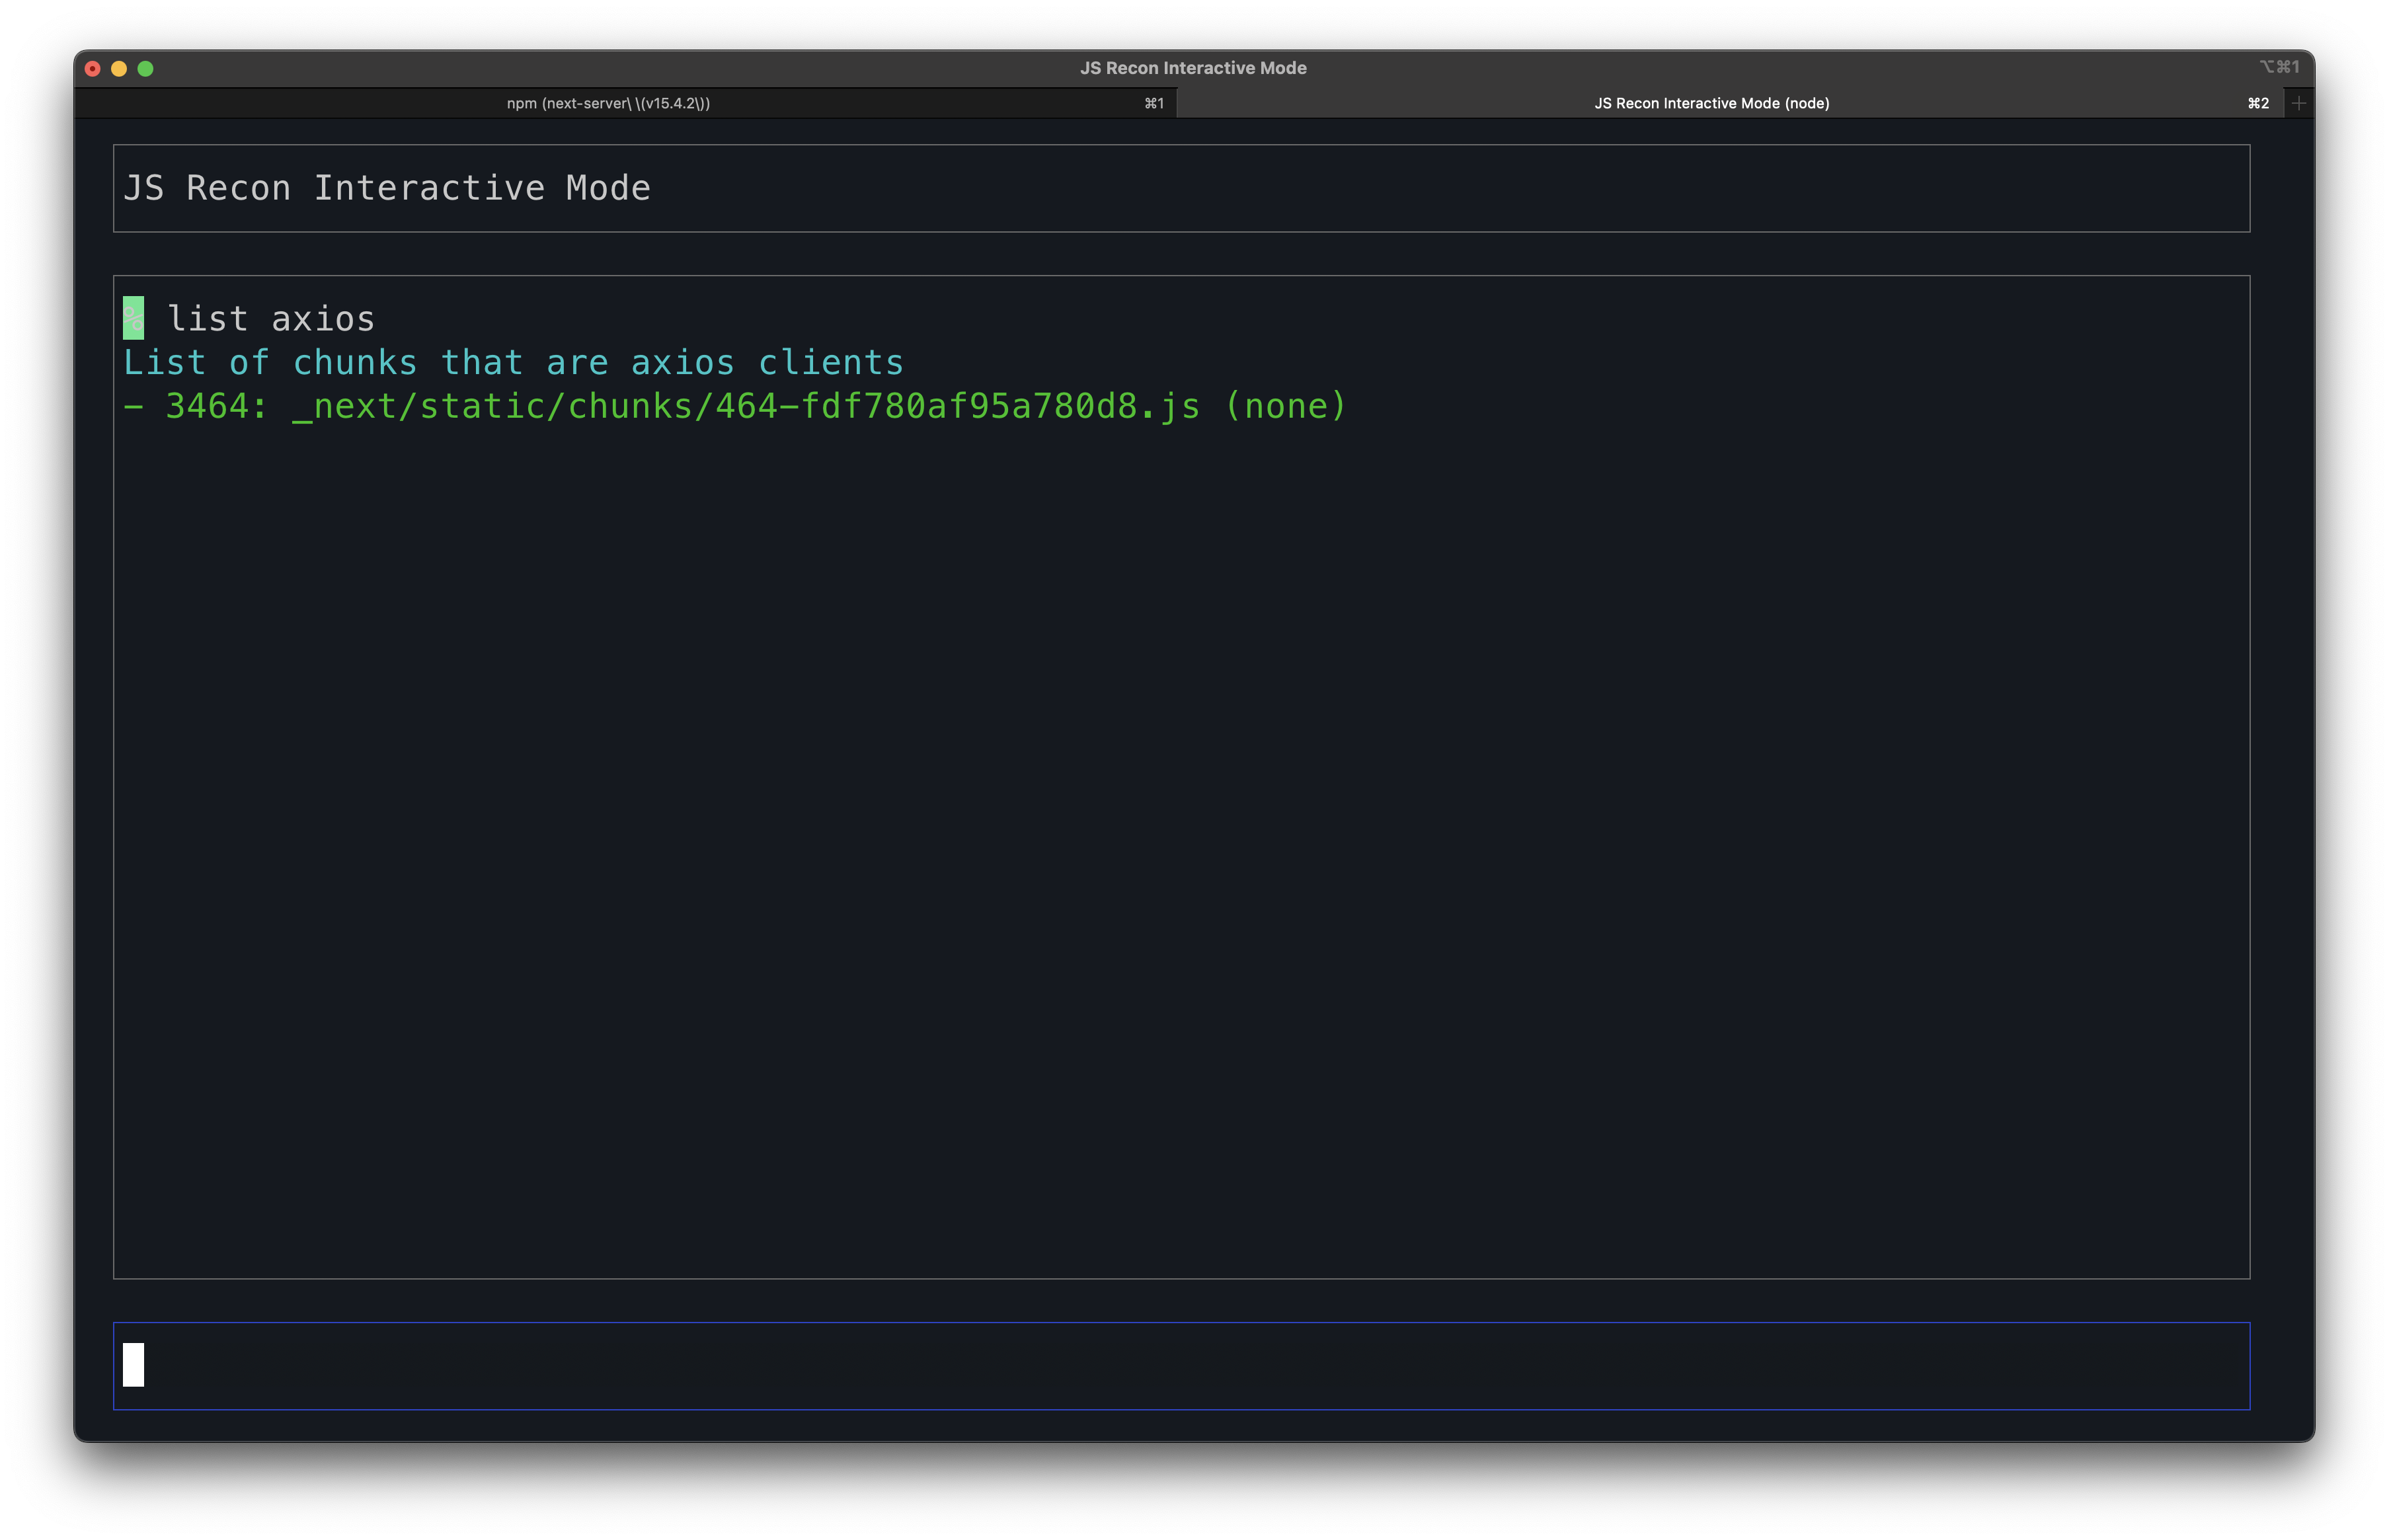 JS Recon Interactive Mode
⌥⌘1
npm (next-server\ \(v15.4.2\))
⌘1
JS Recon Interactive Mode (node)
⌘2
+
JS Recon Interactive Mode
% list axios
List of chunks that are axios clients
- 3464: _next/static/chunks/464-fdf780af95a780d8.js (none)